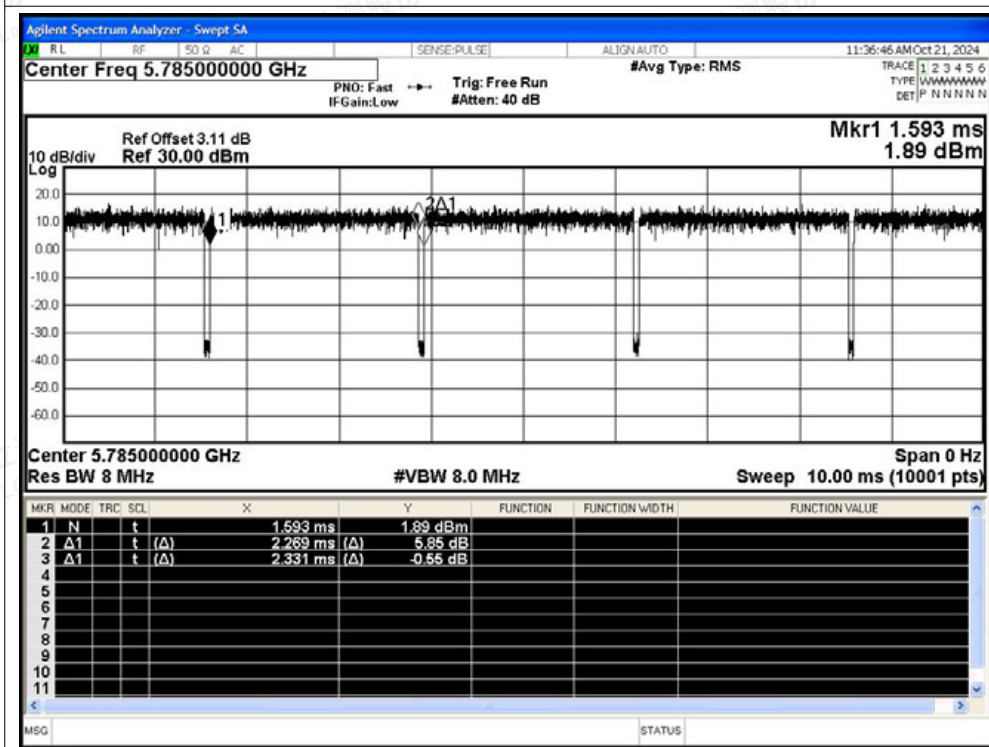 Agilent Spectrum Analyzer - Swept SA
RL RF 50 Ω AC SENSE:PULSE ALIGN AUTO 11:36:46 AM Oct 21, 2024
Center Freq 5.785000000 GHz #Avg Type: RMS TRACE 1 2 3 4 5 6
PNO: Fast Trig: Free Run TYPE WWWWWW
IFGain:Low #Atten: 40 dB DET P N N N N N
Mkr1 1.593 ms
Ref Offset 3.11 dB
10 dB/div Ref 30.00 dBm 1.89 dBm
Log
20.0
10.0
0.00
-10.0
-20.0
-30.0
-40.0
-50.0
-60.0
1
3Δ1
Center 5.785000000 GHz Span 0 Hz
Res BW 8 MHz #VBW 8.0 MHz Sweep 10.00 ms (10001 pts)
MKR MODE TRC SCL X Y FUNCTION FUNCTION WIDTH FUNCTION VALUE
1 N t 1.593 ms 1.89 dBm
2 Δ1 t (Δ) 2.269 ms (Δ) 5.85 dB
3 Δ1 t (Δ) 2.331 ms (Δ) -0.55 dB
4
5
6
7
8
9
10
11
MSG STATUS